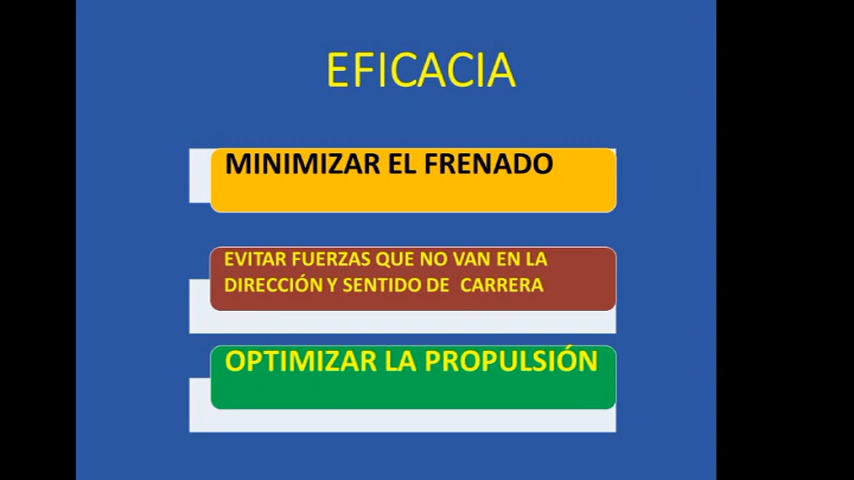 EFICACIA
MINIMIZAR EL FRENADO
EVITAR FUERZAS QUE NO VAN EN LA
DIRECCIÓN Y SENTIDO DE CARRERA
OPTIMIZAR LA PROPULSIÓN